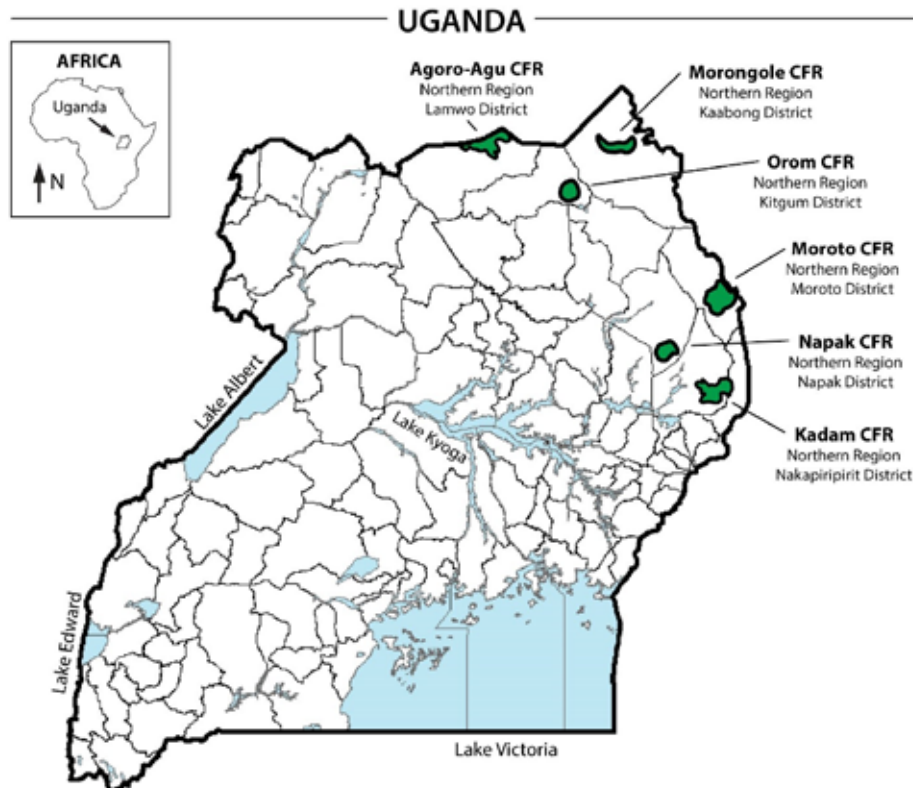 UGANDA
AFRICA
Uganda
N
Agoro-Agu CFR
Northern Region
Lamwo District
Morongole CFR
Northern Region
Kaabong District
Orom CFR
Northern Region
Kitgum District
Moroto CFR
Northern Region
Moroto District
Napak CFR
Northern Region
Napak District
Kadam CFR
Northern Region
Nakapiripirit District
Lake Albert
Lake Kyoga
Lake Edward
Lake Victoria